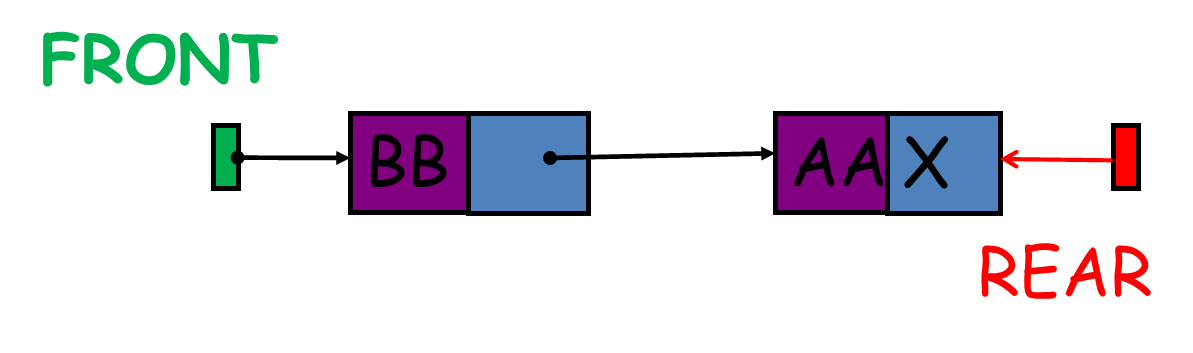 FRONT
BB AA X
REAR